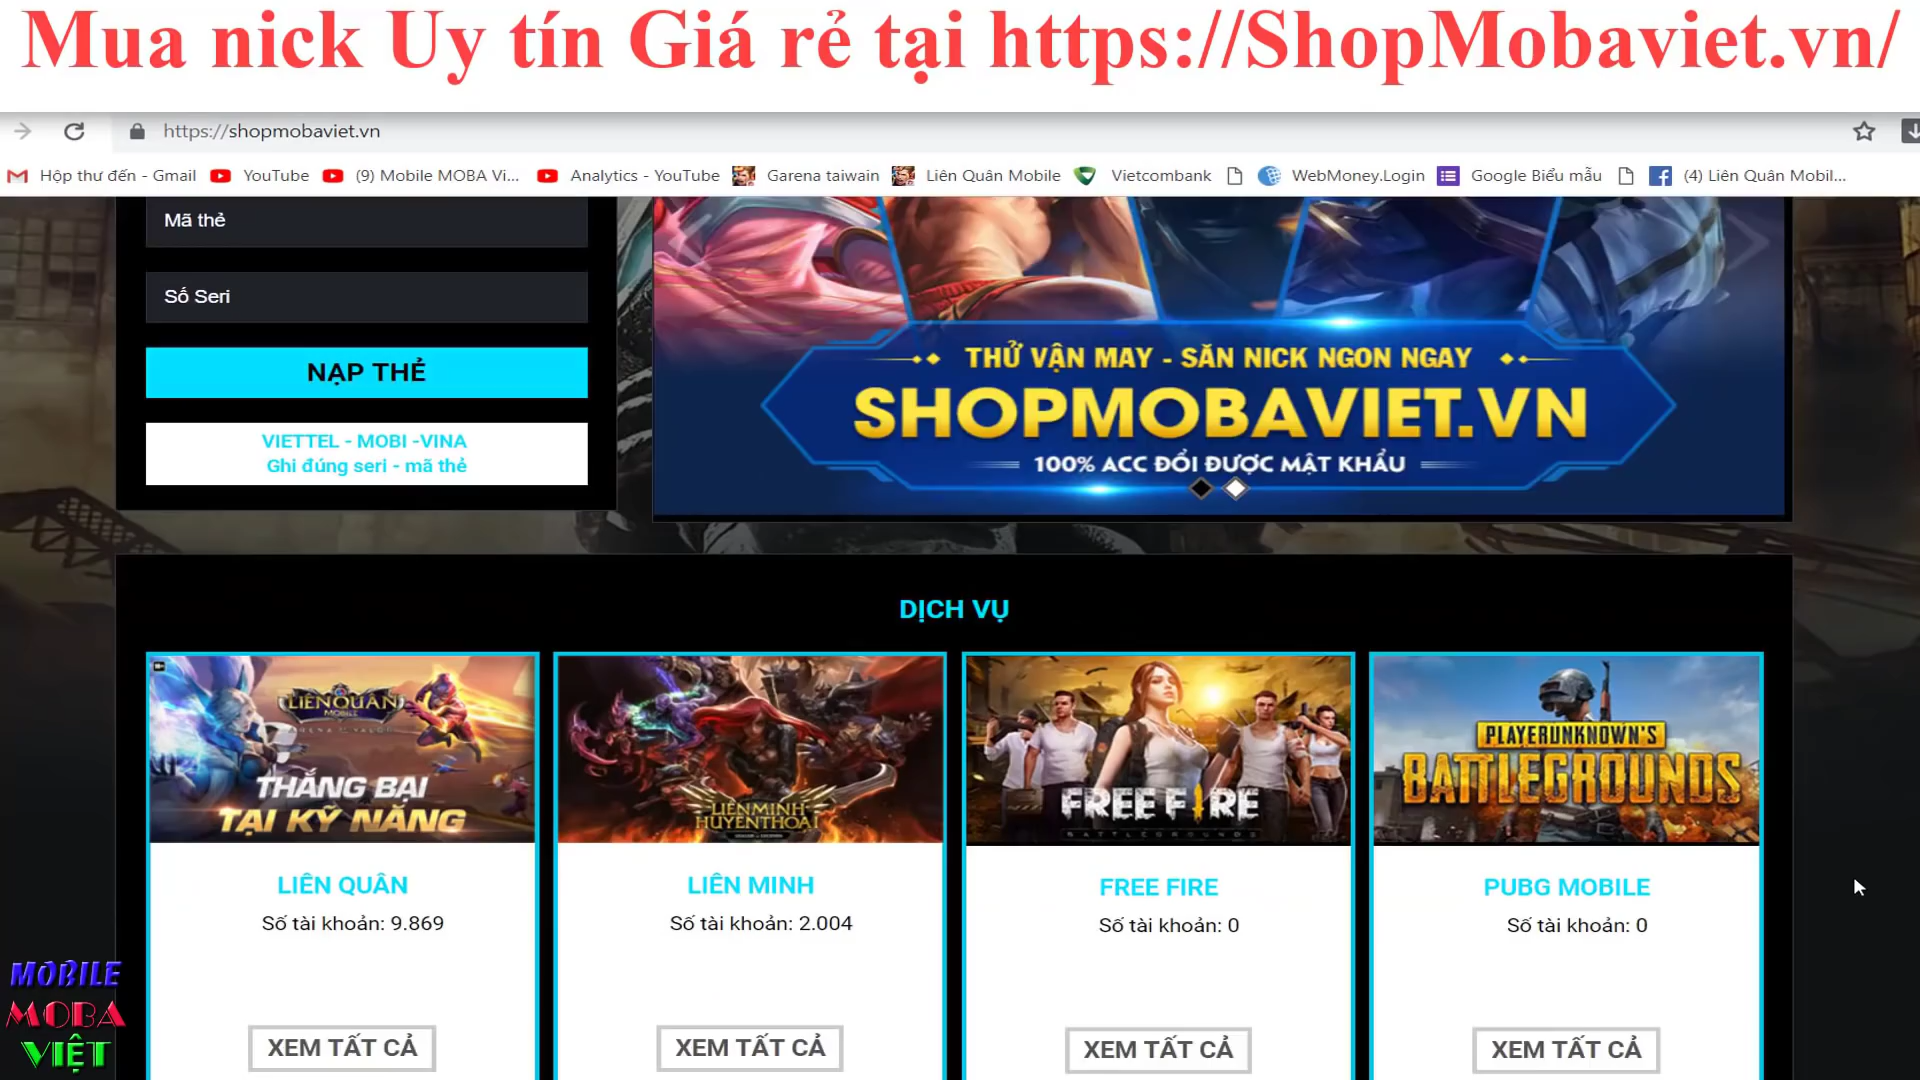 Mua nick Uy tín Giá rẻ tại https://ShopMobaviet.vn/
https://shopmobaviet.vn
Hộp thư đến - Gmail YouTube (9) Mobile MOBA Vi... Analytics - YouTube Garena taiwain Liên Quân Mobile Vietcombank WebMoney.Login Google Biểu mẫu (4) Liên Quân Mobil...
Mã thẻ
Số Seri
NẠP THẺ
VIETTEL - MOBI -VINA
Ghi đúng seri - mã thẻ
THỬ VẬN MAY - SĂN NICK NGON NGAY
SHOPMOBAVIET.VN
100% ACC ĐỔI ĐƯỢC MẬT KHẨU
DỊCH VỤ
LIÊN QUÂN
MOBILE
THẮNG BẠI
TẠI KỸ NĂNG
LIÊN MINH
HUYỀN THOẠI
FREE FIRE
BATTLEGROUNDS
PLAYERUNKNOWN'S
BATTLEGROUNDS
LIÊN QUÂN
Số tài khoản: 9.869
XEM TẤT CẢ
LIÊN MINH
Số tài khoản: 2.004
XEM TẤT CẢ
FREE FIRE
Số tài khoản: 0
XEM TẤT CẢ
PUBG MOBILE
Số tài khoản: 0
XEM TẤT CẢ
MOBILE
MOBA
VIỆT